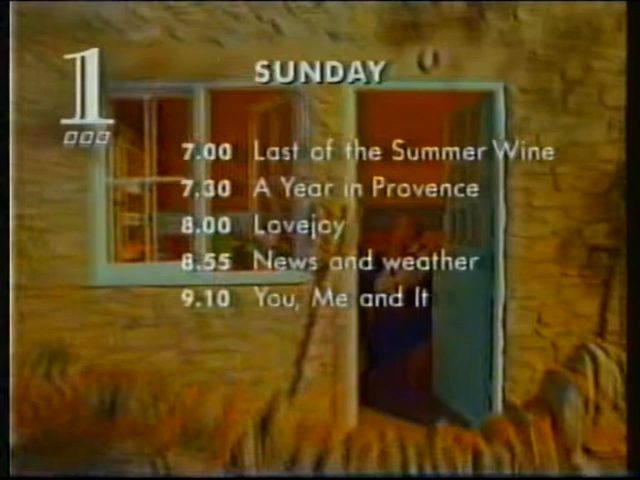 1
BBC
SUNDAY
7.00 Last of the Summer Wine
7.30 A Year in Provence
8.00 Lovejoy
8.55 News and weather
9.10 You, Me and It